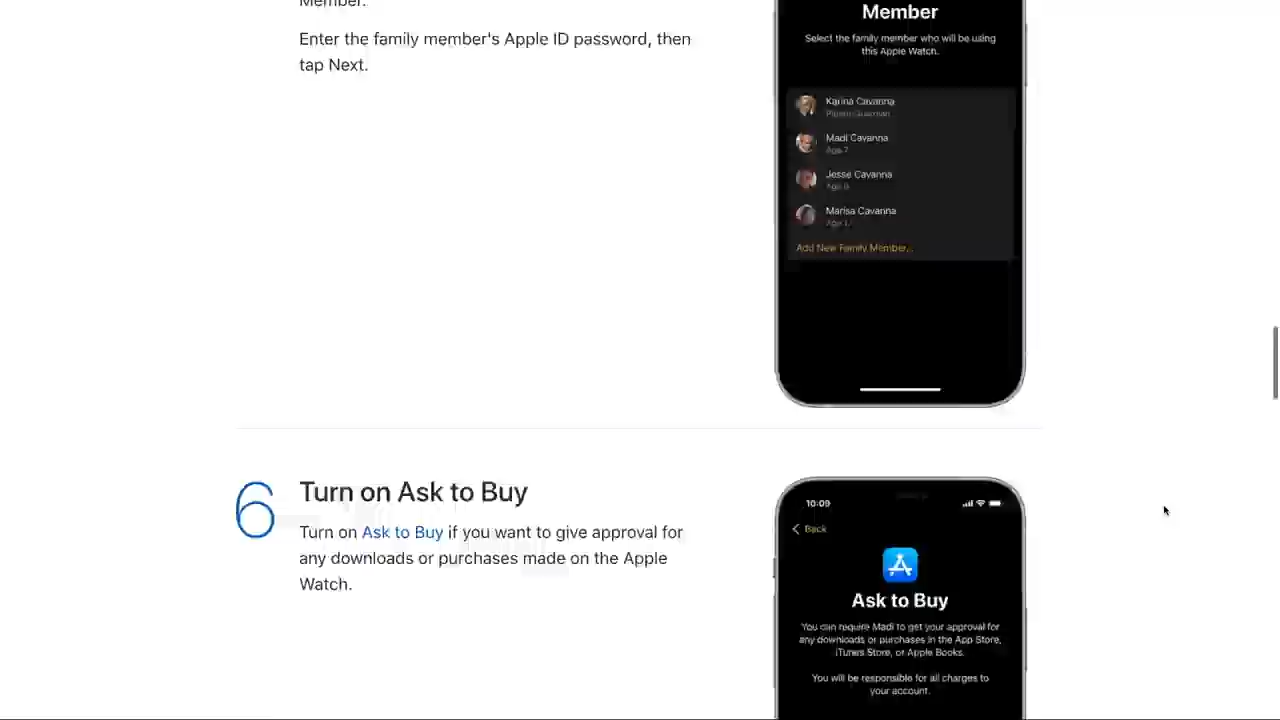 Member.
Enter the family member's Apple ID password, then
tap Next.
Member
Select the family member who will be using
this Apple Watch.
Karina Cavanna
Madi Cavanna
Age 7
Jesse Cavanna
Marisa Cavanna
Add New Family Member...
6
Turn on Ask to Buy
Turn on Ask to Buy if you want to give approval for
any downloads or purchases made on the Apple
Watch.
10:09
Back
Ask to Buy
You can require Madi to get your approval for
any downloads or purchases in the App Store,
iTunes Store, or Apple Books.
You will be responsible for all charges to
your account.